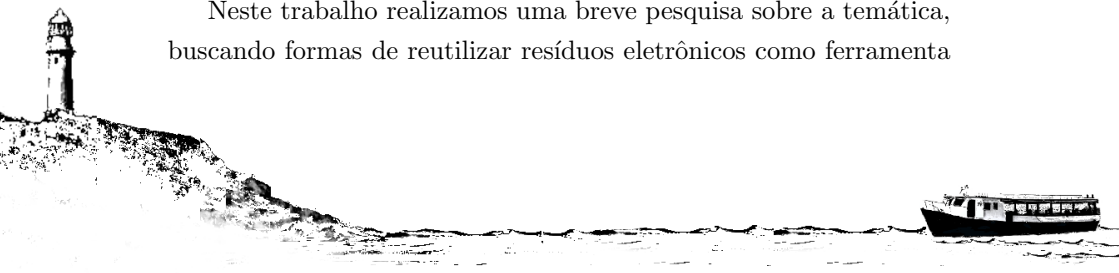 Neste trabalho realizamos uma breve pesquisa sobre a temática,
buscando formas de reutilizar resíduos eletrônicos como ferramenta